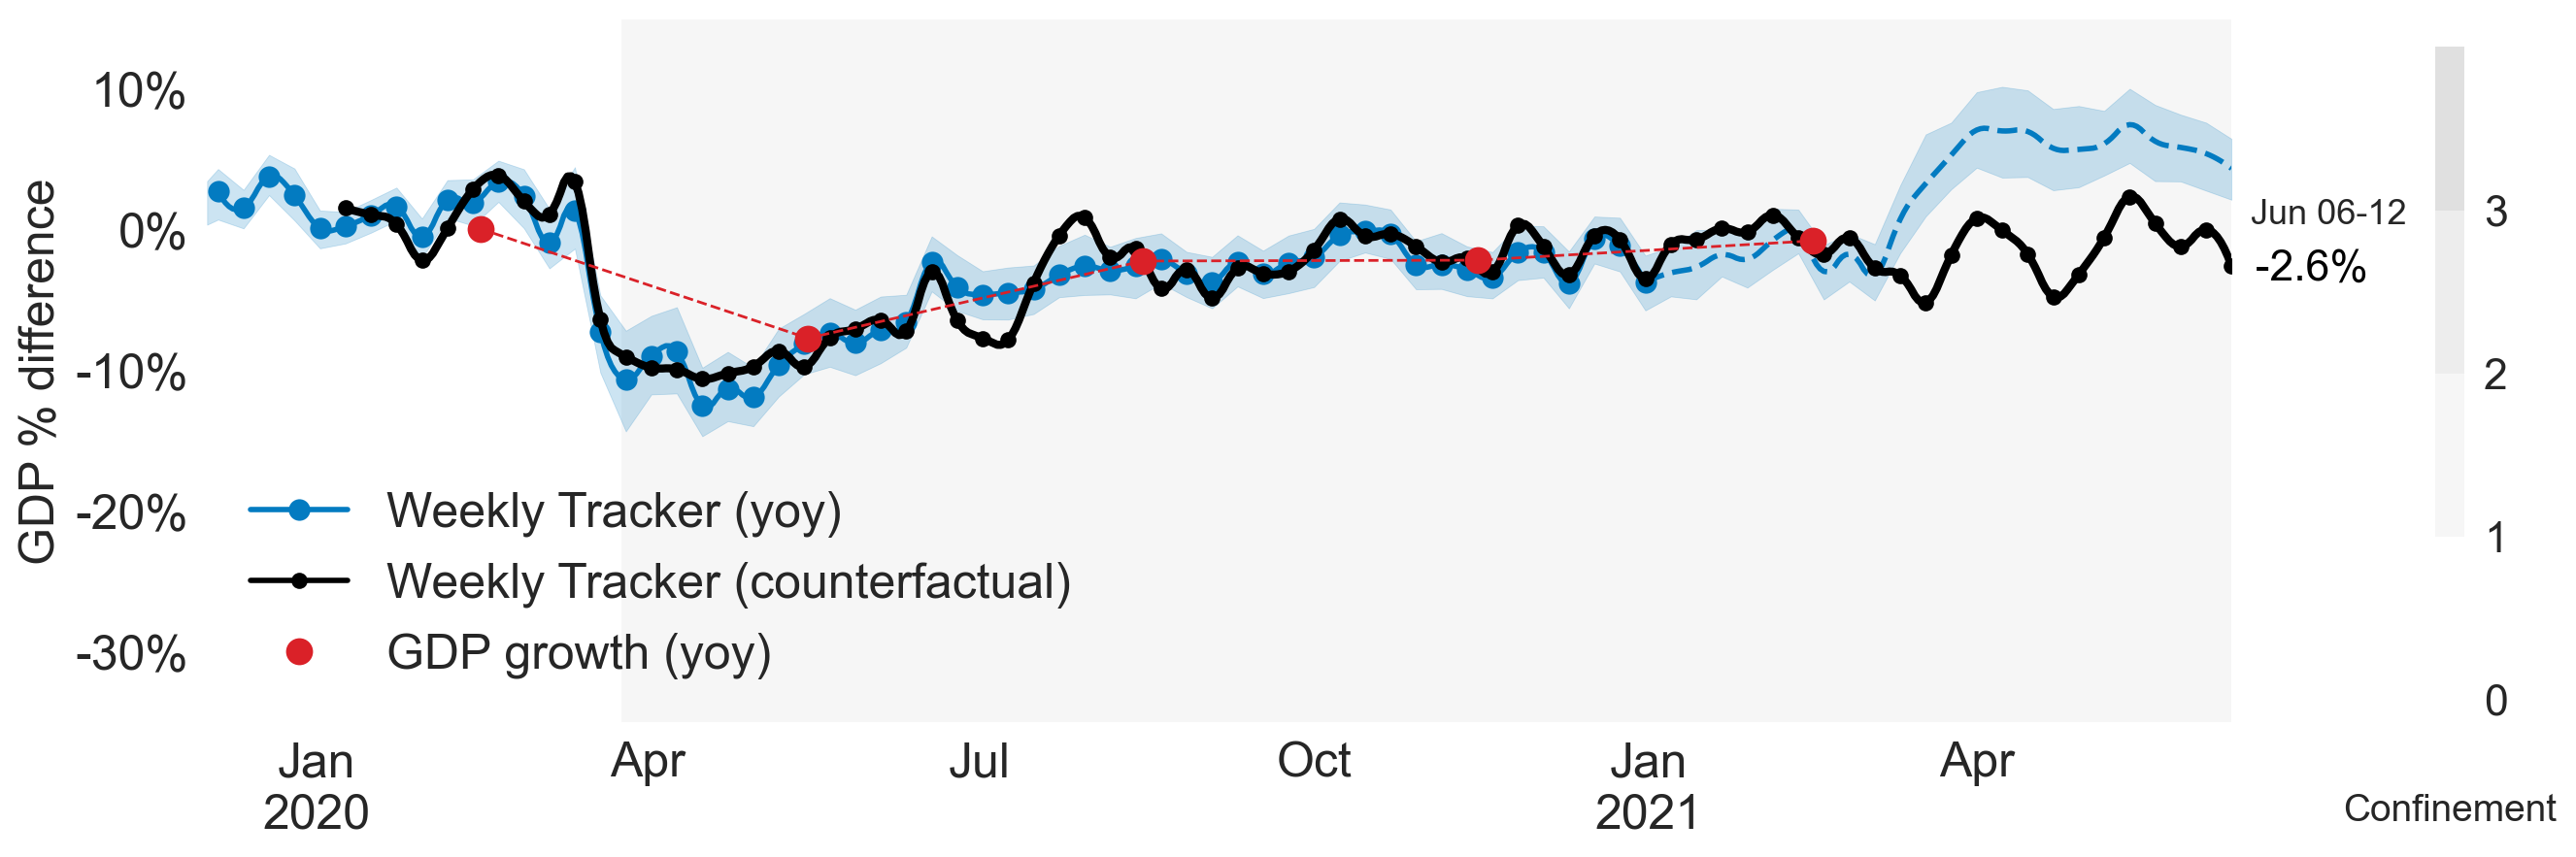 GDP % difference
10%
0%
-10%
-20%
-30%
Weekly Tracker (yoy)
Weekly Tracker (counterfactual)
GDP growth (yoy)
Jan
2020
Apr
Jul
Oct
Jan
2021
Apr
Jun 06-12
-2.6%
3
2
1
0
Confinement